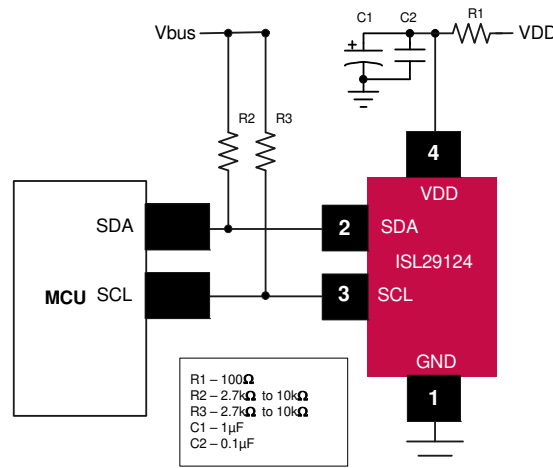 C1
C2
R1
Vbus
VDD
R2
R3
4
VDD
SDA
2
SDA
ISL29124
MCU
SCL
3
SCL
GND
1
R1 – 100Ω
R2 – 2.7kΩ to 10kΩ
R3 – 2.7kΩ to 10kΩ
C1 – 1µF
C2 – 0.1µF